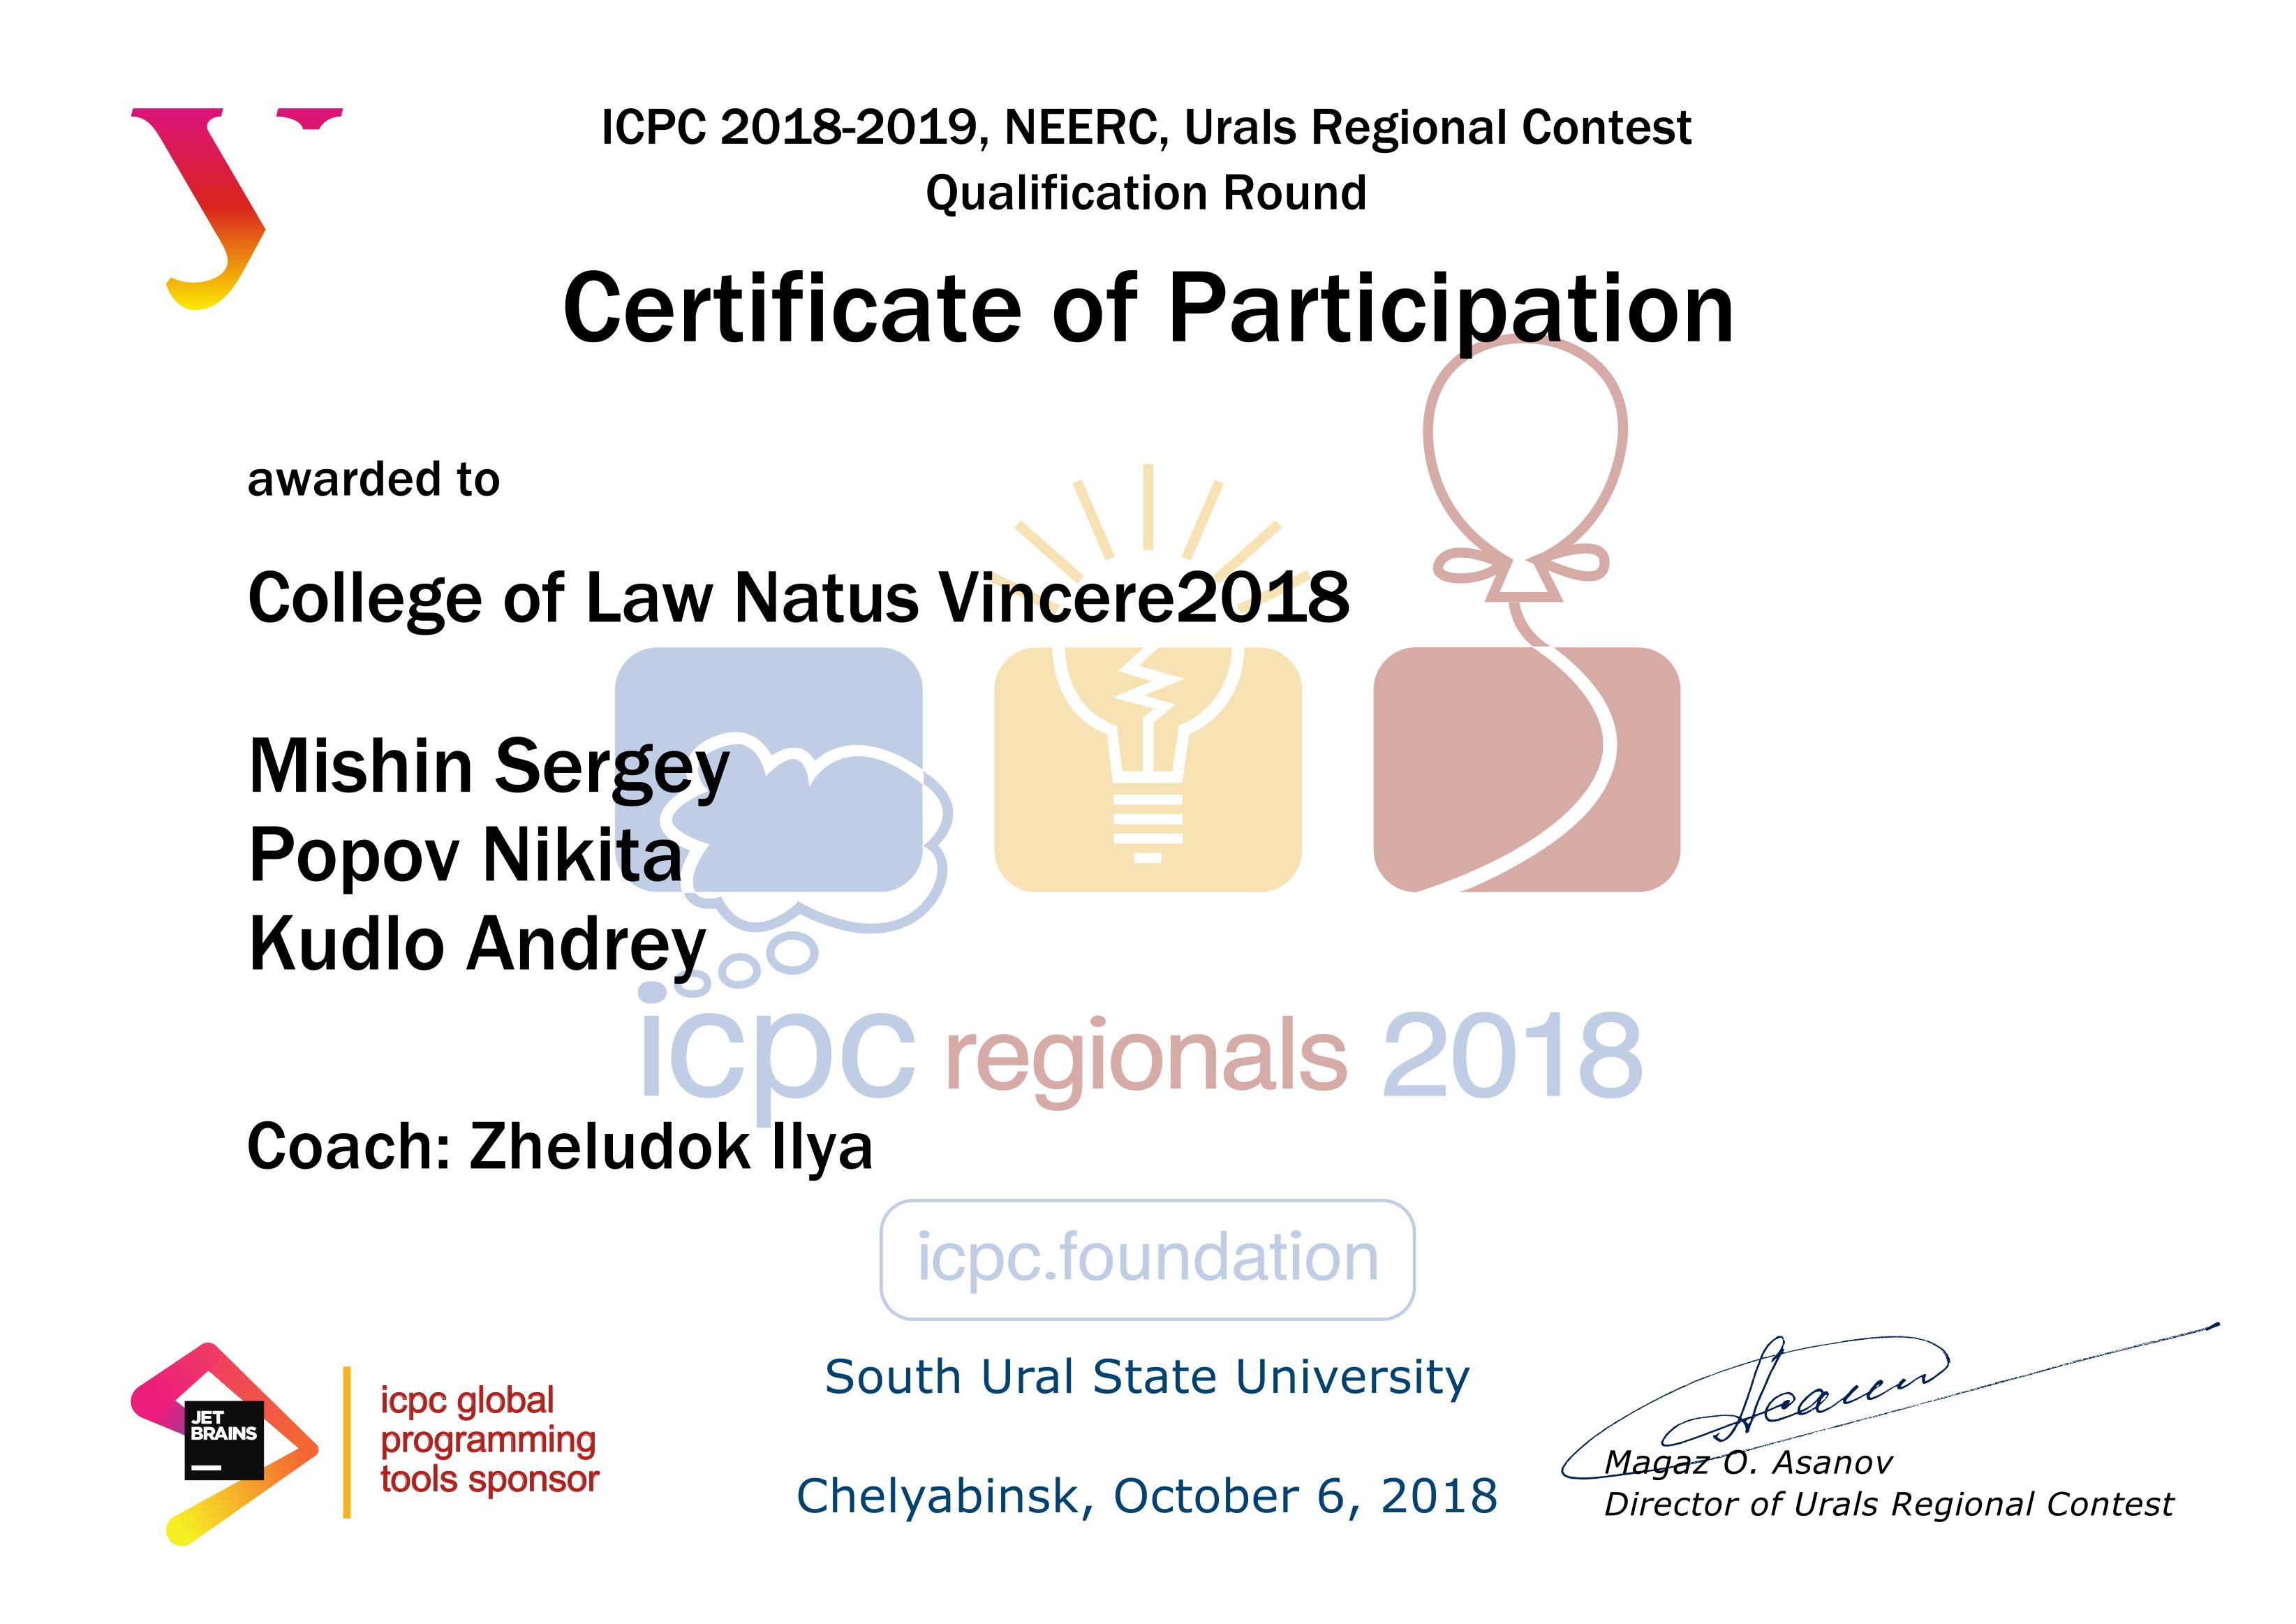 ICPC 2018-2019, NEERC, Urals Regional Contest
Qualification Round
Certificate of Participation
awarded to
College of Law Natus Vincere2018
Mishin Sergey
Popov Nikita
Kudlo Andrey
icpc regionals 2018
Coach: Zheludok Ilya
icpc.foundation
JET
BRAINS
icpc global
programming
tools sponsor
South Ural State University
Chelyabinsk, October 6, 2018
Magaz O. Asanov
Director of Urals Regional Contest